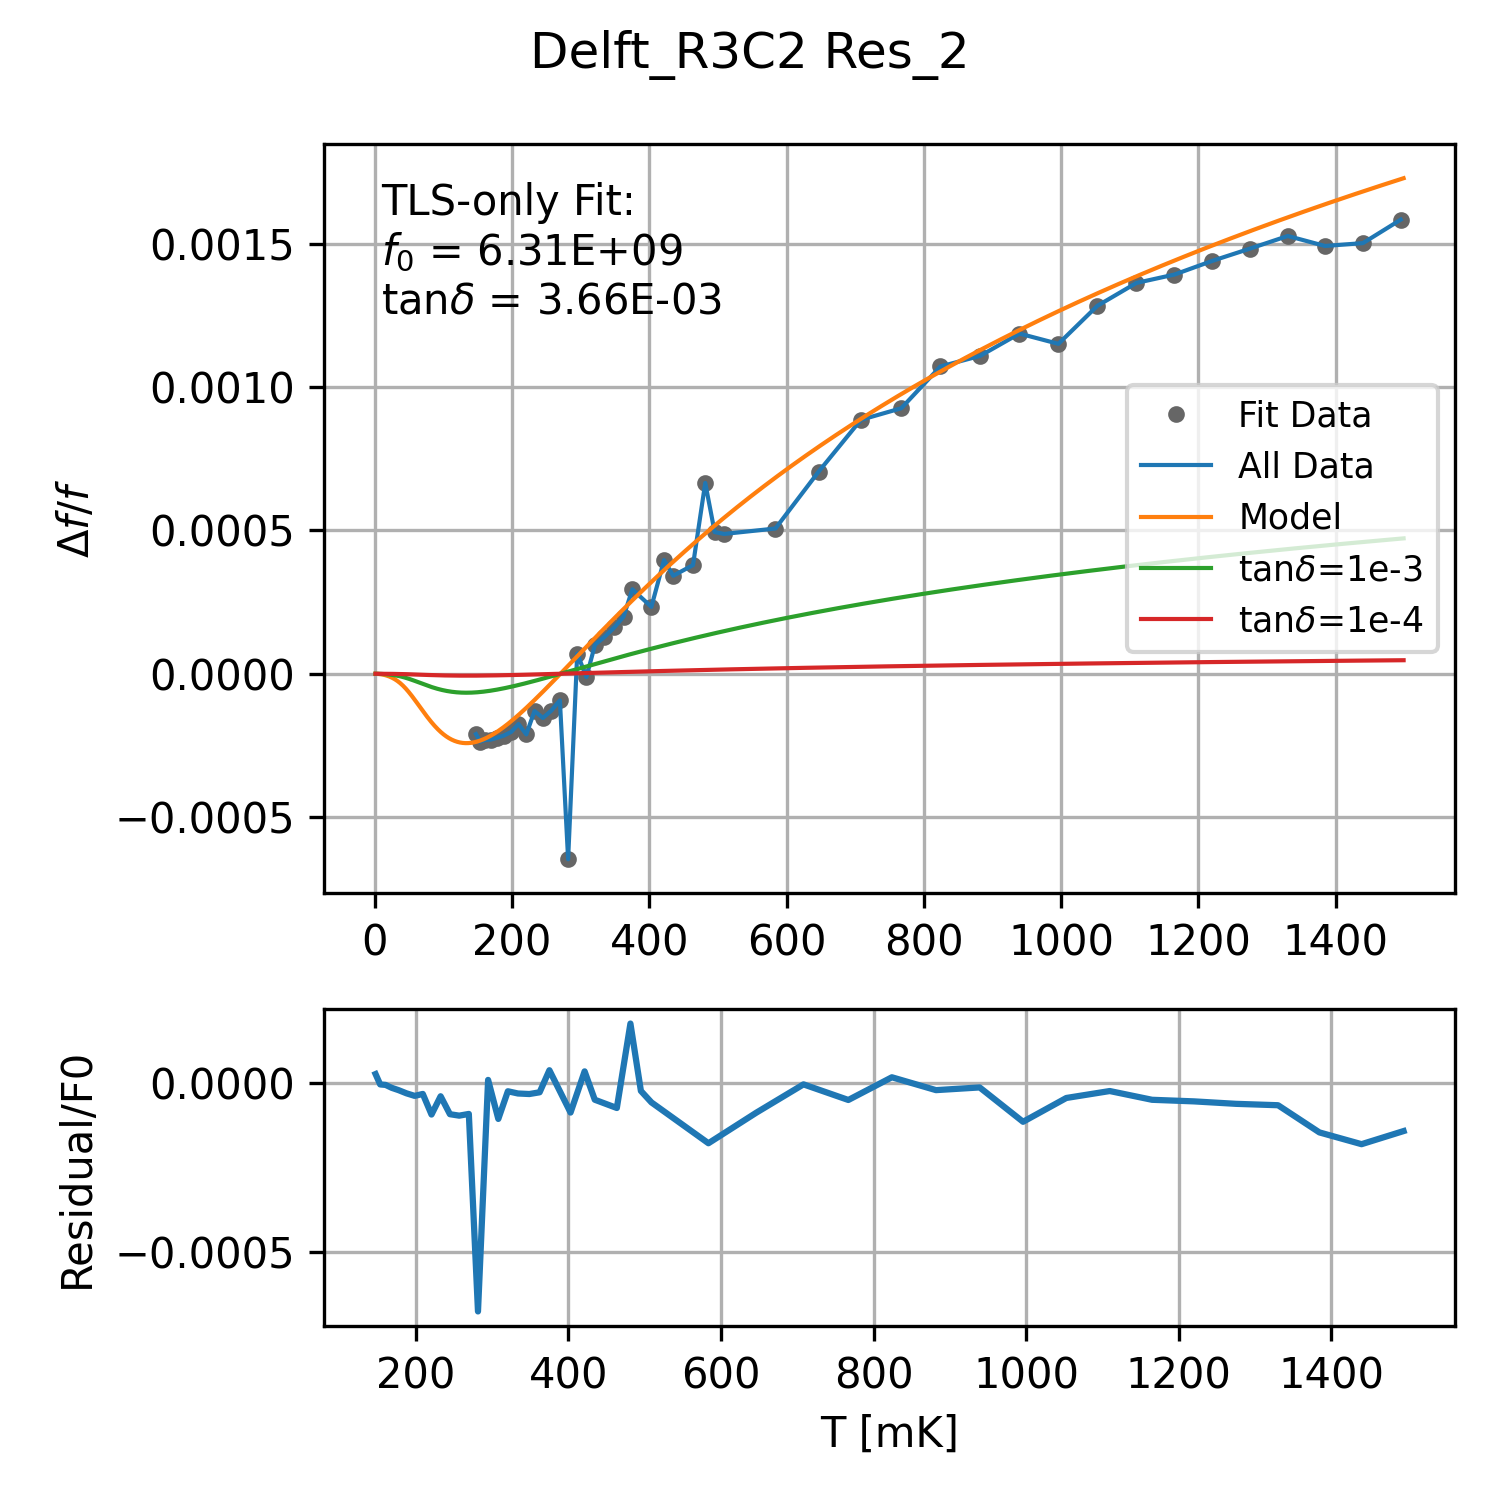 Delft_R3C2 Res_2
TLS-only Fit:
f₀ = 6.31E+09
tanδ = 3.66E-03
Δf/f
0.0015
0.0010
0.0005
0.0000
−0.0005
Fit Data
All Data
Model
tanδ=1e-3
tanδ=1e-4
0 200 400 600 800 1000 1200 1400
Residual/F0
0.0000
−0.0005
200 400 600 800 1000 1200 1400
T [mK]